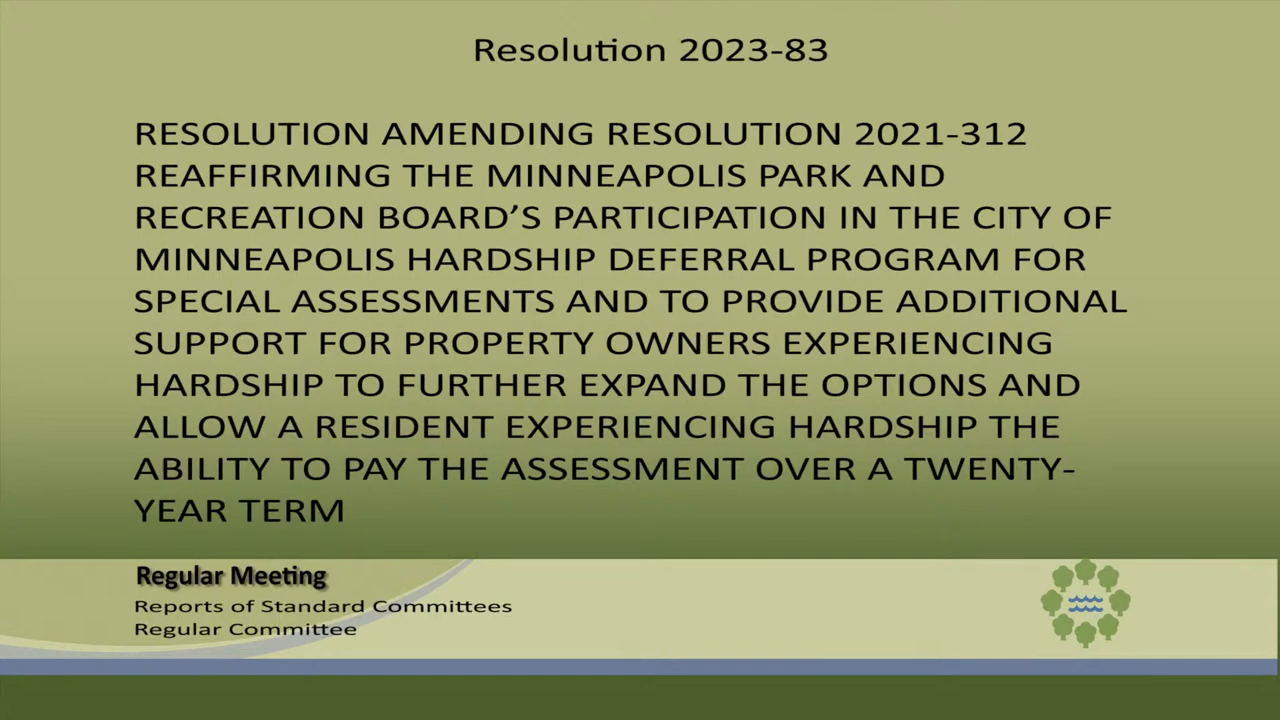 Resolution 2023-83
RESOLUTION AMENDING RESOLUTION 2021-312
REAFFIRMING THE MINNEAPOLIS PARK AND
RECREATION BOARD’S PARTICIPATION IN THE CITY OF
MINNEAPOLIS HARDSHIP DEFERRAL PROGRAM FOR
SPECIAL ASSESSMENTS AND TO PROVIDE ADDITIONAL
SUPPORT FOR PROPERTY OWNERS EXPERIENCING
HARDSHIP TO FURTHER EXPAND THE OPTIONS AND
ALLOW A RESIDENT EXPERIENCING HARDSHIP THE
ABILITY TO PAY THE ASSESSMENT OVER A TWENTY-
YEAR TERM
Regular Meeting
Reports of Standard Committees
Regular Committee